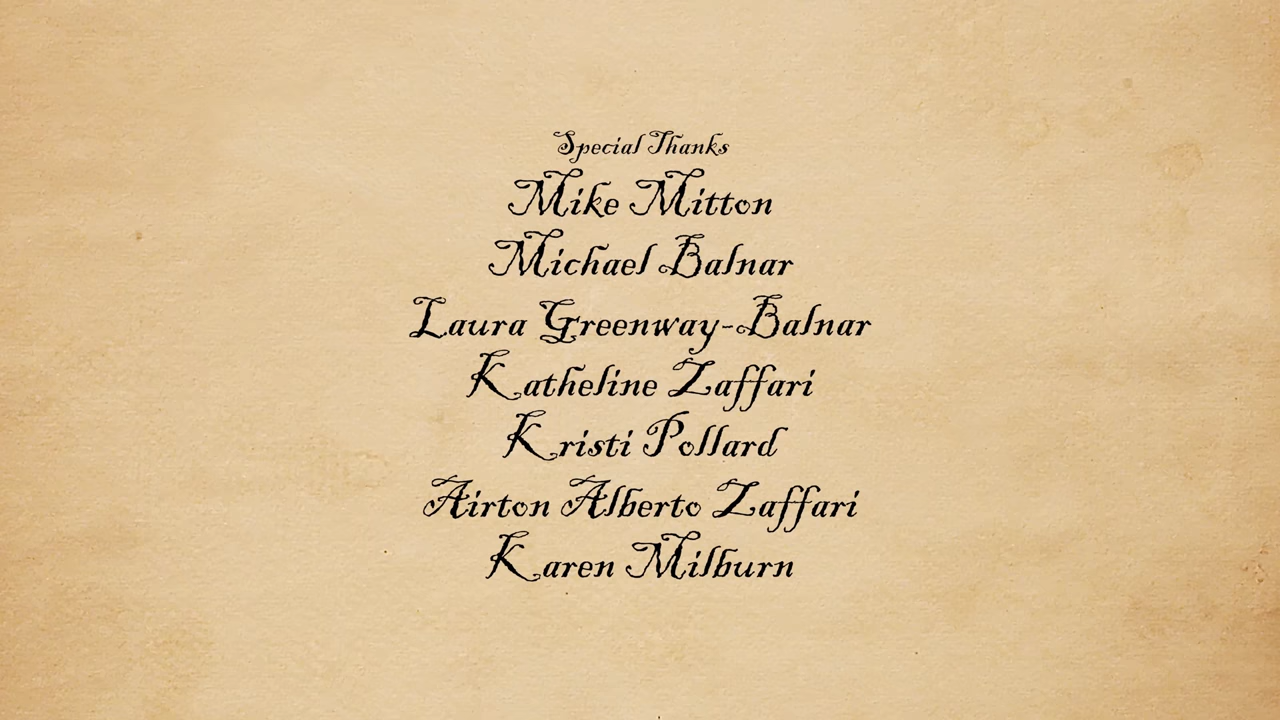 Special Thanks
Mike Mitton
Michael Balnar
Laura Greenway-Balnar
Katheline Zaffari
Kristi Pollard
Airton Alberto Zaffari
Karen Milburn